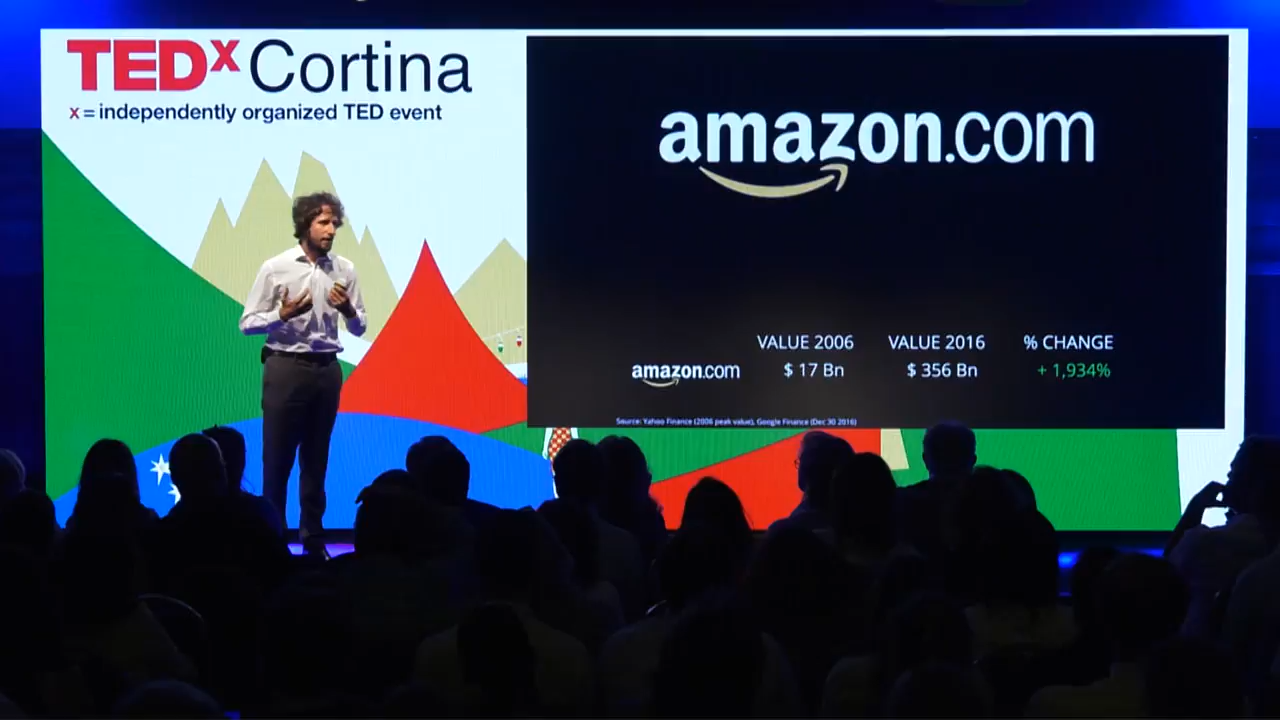 TEDx Cortina
x = independently organized TED event
amazon.com
VALUE 2006 VALUE 2016 % CHANGE
amazon.com $ 17 Bn $ 356 Bn + 1,934%
Source: Yahoo Finance (2006 peak value), Google Finance (Dec 30 2016)